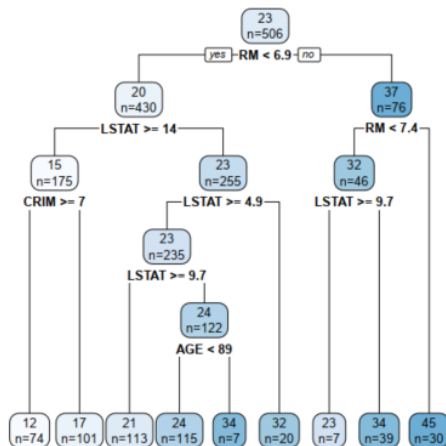 23
n=506
yes RM < 6.9 no
20
n=430
37
n=76
LSTAT >= 14
RM < 7.4
15
n=175
23
n=255
32
n=46
CRIM >= 7
LSTAT >= 4.9
LSTAT >= 9.7
23
n=235
LSTAT >= 9.7
24
n=122
AGE < 89
12
n=74
17
n=101
21
n=113
24
n=115
34
n=7
32
n=20
23
n=7
34
n=39
45
n=30